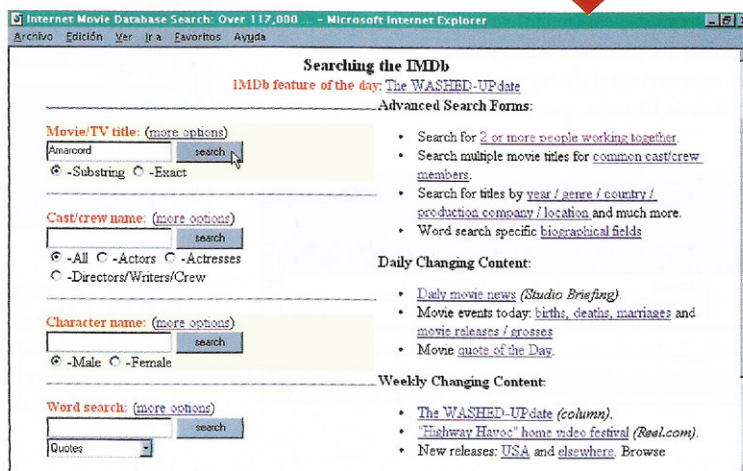 Internet Movie Database Search: Over 117,000 ... - Microsoft Internet Explorer
Archivo Edición Ver Ir a Favoritos Ayuda
Searching the IMDb
IMDb feature of the day: The WASHED-UPdate
Movie/TV title: (more options)
Amarcord search
-Substring -Exact
Cast/crew name: (more options)
search
-All -Actors -Actresses
-Directors/Writers/Crew
Character name: (more options)
search
-Male -Female
Word search: (more options)
search
Quotes
Advanced Search Forms:
• Search for 2 or more people working together.
• Search multiple movie titles for common cast/crew
members.
• Search for titles by year / genre / country /
production company / location and much more.
• Word search specific biographical fields
Daily Changing Content:
• Daily movie news (Studio Briefing).
• Movie events today: births, deaths, marriages and
movie releases / grosses
• Movie quote of the Day.
Weekly Changing Content:
• The WASHED-UPdate (column).
• "Highway Havoc" home video festival (Reel.com).
• New releases: USA and elsewhere. Browse